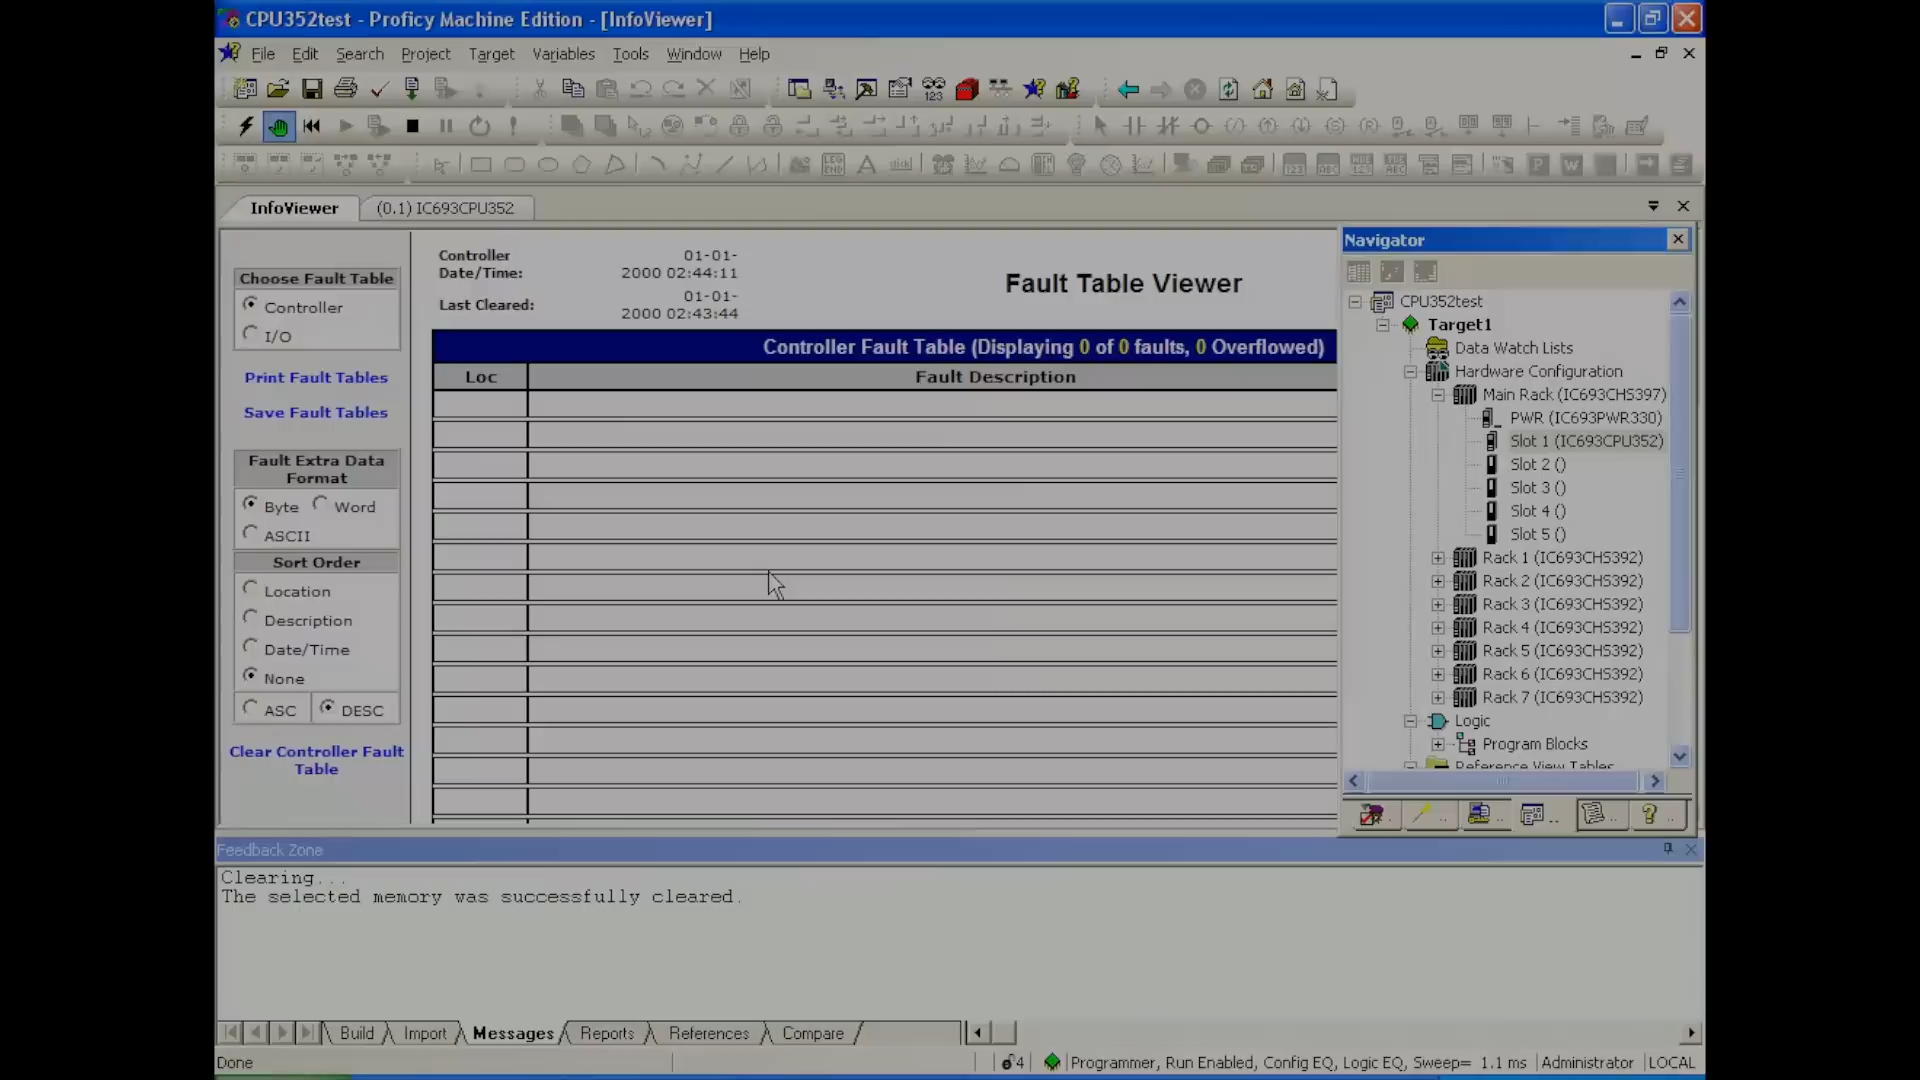 CPU352test - Proficy Machine Edition - [InfoViewer]
File Edit Search Project Target Variables Tools Window Help
InfoViewer (0.1) IC693CPU352
Choose Fault Table
Controller
I/O
Print Fault Tables
Save Fault Tables
Fault Extra Data
Format
Byte Word
ASCII
Sort Order
Location
Description
Date/Time
None
ASC DESC
Clear Controller Fault
Table
Controller 01-01-
Date/Time: 2000 02:44:11
Last Cleared: 01-01-
2000 02:43:44
Fault Table Viewer
Controller Fault Table (Displaying 0 of 0 faults, 0 Overflowed)
Loc Fault Description
Navigator
CPU352test
Target1
Data Watch Lists
Hardware Configuration
Main Rack (IC693CHS397)
PWR (IC693PWR330)
Slot 1 (IC693CPU352)
Slot 2 ()
Slot 3 ()
Slot 4 ()
Slot 5 ()
Rack 1 (IC693CHS392)
Rack 2 (IC693CHS392)
Rack 3 (IC693CHS392)
Rack 4 (IC693CHS392)
Rack 5 (IC693CHS392)
Rack 6 (IC693CHS392)
Rack 7 (IC693CHS392)
Logic
Program Blocks
Reference View Tables
Feedback Zone
Clearing...
The selected memory was successfully cleared.
Build Import Messages Reports References Compare
Done 4 Programmer, Run Enabled, Config EQ, Logic EQ, Sweep= 1.1 ms Administrator LOCAL